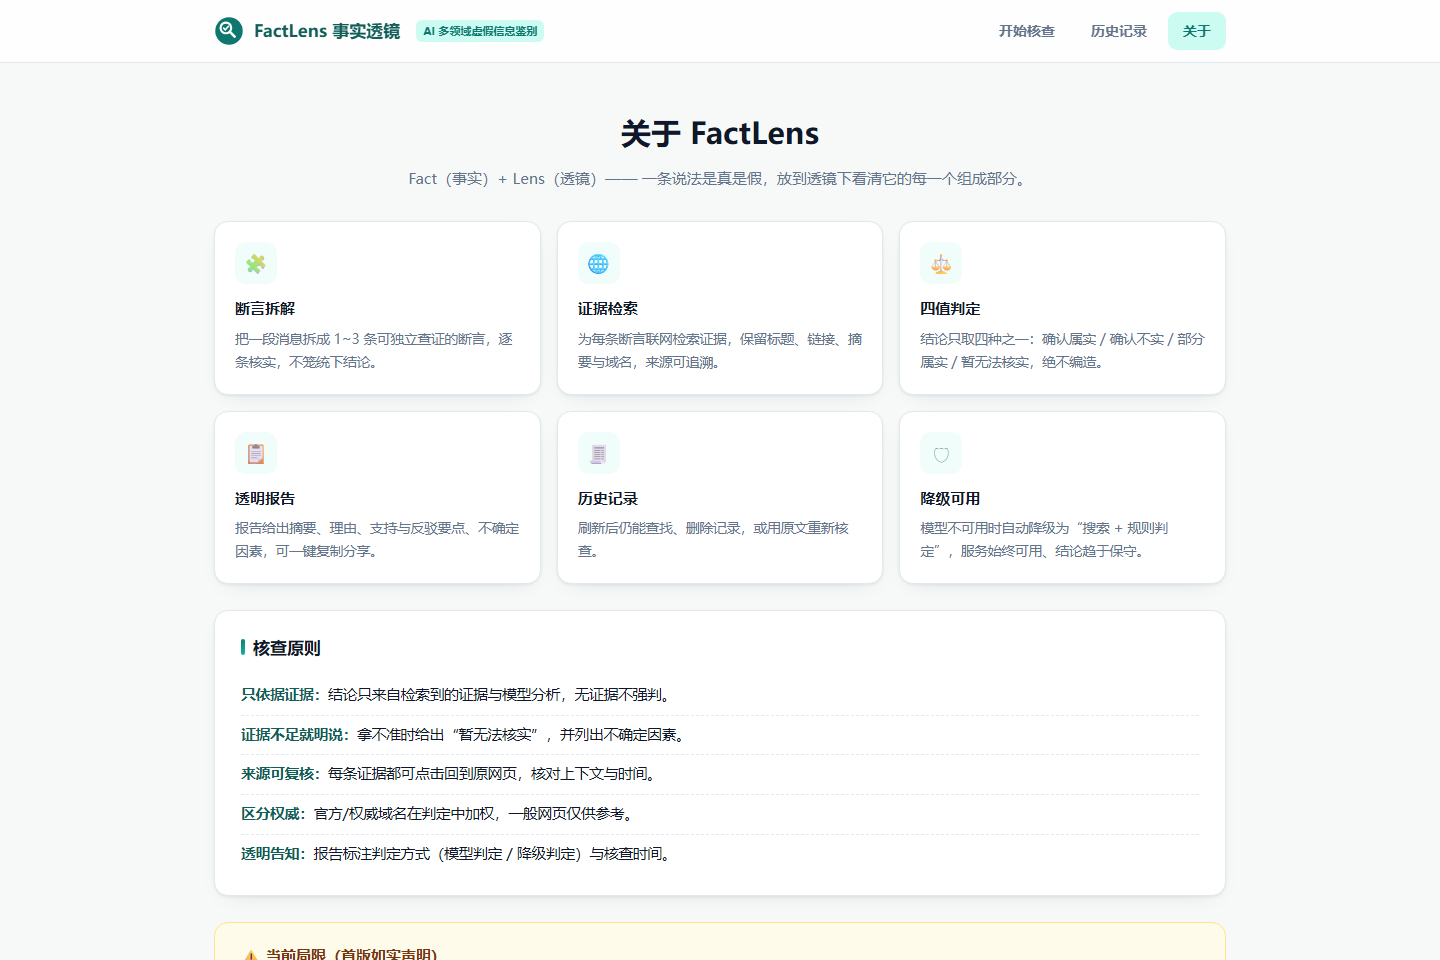 FactLens 事实透镜
AI 多领域虚假信息鉴别
开始核查
历史记录
关于
关于 FactLens
Fact（事实）+ Lens（透镜）—— 一条说法是真是假，放到透镜下看清它的每一个组成部分。
断言拆解
把一段消息拆成 1~3 条可独立查证的断言，逐
条核实，不笼统下结论。
证据检索
为每条断言联网检索证据，保留标题、链接、摘
要与域名，来源可追溯。
四值判定
结论只取四种之一：确认属实 / 确认不实 / 部分
属实 / 暂无法核实，绝不编造。
透明报告
报告给出摘要、理由、支持与反驳要点、不确定
因素，可一键复制分享。
历史记录
刷新后仍能查找、删除记录，或用原文重新核
查。
降级可用
模型不可用时自动降级为“搜索 + 规则判
定”，服务始终可用、结论趋于保守。
核查原则
只依据证据：结论只来自检索到的证据与模型分析，无证据不强判。
证据不足就明说：拿不准时给出“暂无法核实”，并列出不确定因素。
来源可复核：每条证据都可点击回到原网页，核对上下文与时间。
区分权威：官方/权威域名在判定中加权，一般网页仅供参考。
透明告知：报告标注判定方式（模型判定 / 降级判定）与核查时间。
当前局限（首版如实声明）